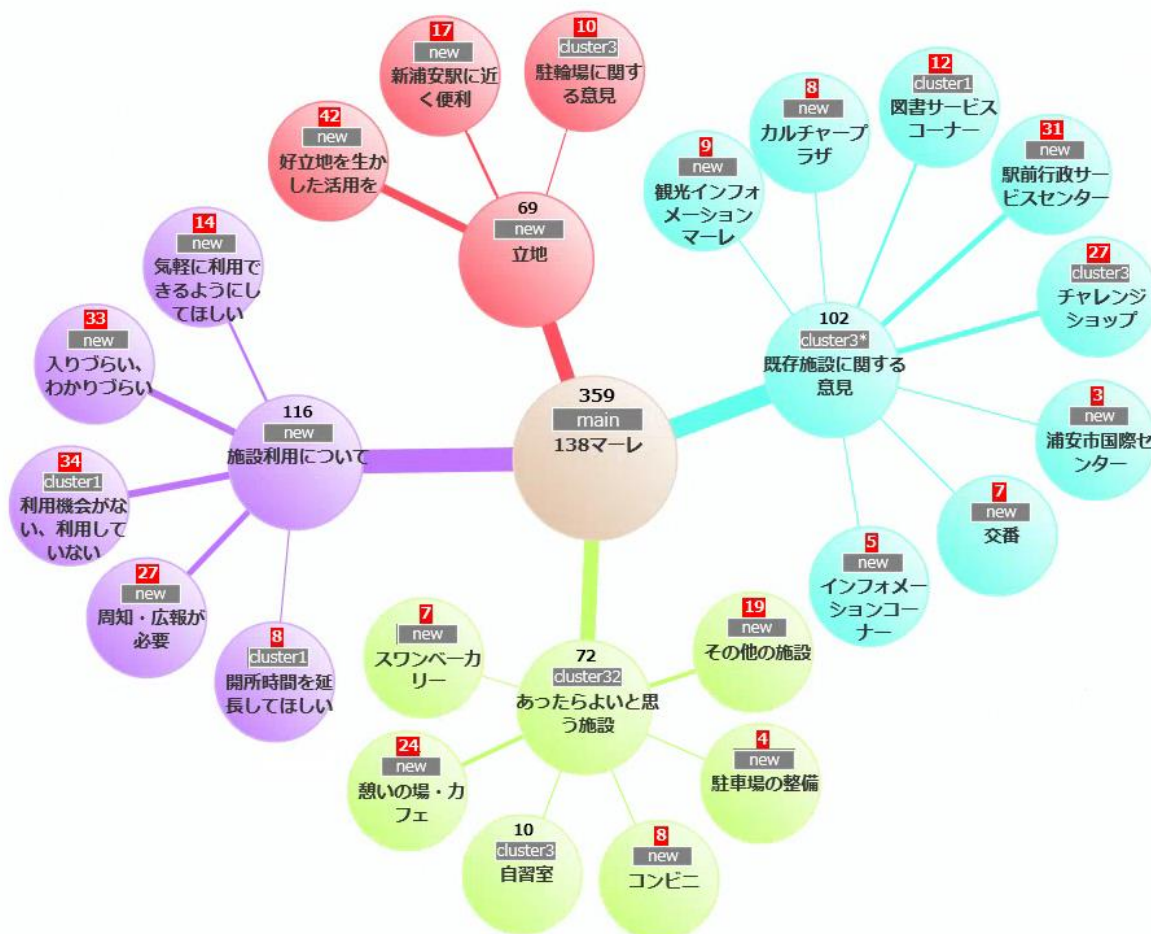 17
new
新浦安駅に近
く便利
10
cluster3
駐輪場に関す
る意見
42
new
好立地を生か
した活用を
69
new
立地
8
new
カルチャープ
ラザ
12
cluster1
図書サービス
コーナー
9
new
観光インフォ
メーション
マーレ
31
new
駅前行政サー
ビスセンター
27
cluster3
チャレンジ
ショップ
102
cluster3*
既存施設に関する
意見
3
new
浦安市国際セ
ンター
7
new
交番
5
new
インフォメー
ションコー
ナー
359
main
138マーレ
14
new
気軽に利用で
きるようにし
てほしい
33
new
入りづらい、
わかりづらい
116
new
施設利用について
34
cluster1
利用機会がな
い、利用して
いない
27
new
周知・広報が
必要
8
cluster1
開所時間を延
長してほしい
72
cluster32
あったらよいと思
う施設
7
new
スワンベーカ
リー
19
new
その他の施設
24
new
憩いの場・カ
フェ
4
new
駐車場の整備
10
cluster3
自習室
8
new
コンビニ